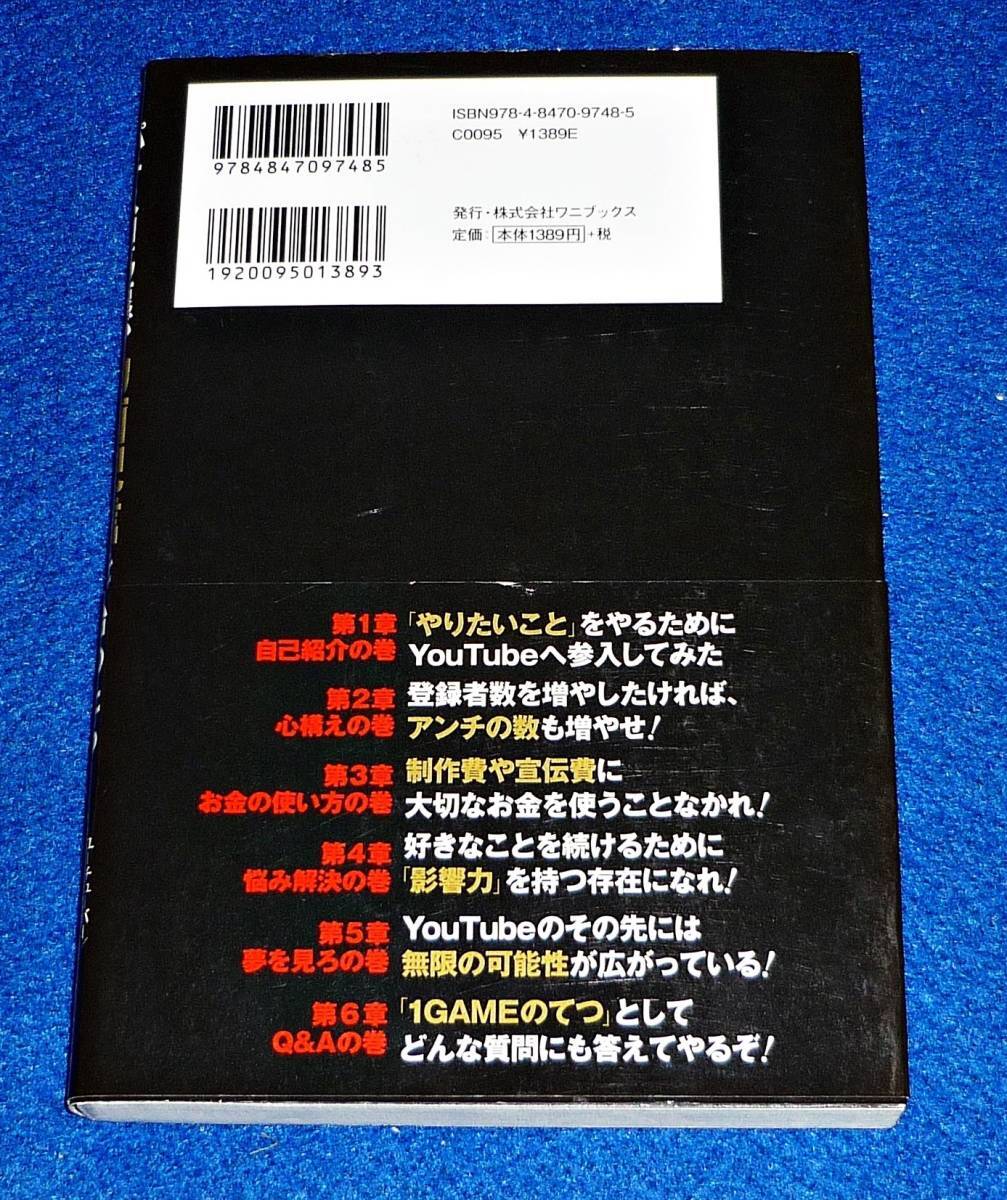 ISBN978-4-8470-9748-5
C0095 ¥1389E
9784847097485
発行・株式会社ワニブックス
定価:本体1389円+税
1920095013893
第1章
自己紹介の巻
「やりたいこと」をやるために
YouTubeへ参入してみた
第2章
心構えの巻
登録者数を増やしたければ、
アンチの数も増やせ!
第3章
お金の使い方の巻
制作費や宣伝費に
大切なお金を使うことなかれ!
第4章
悩み解決の巻
好きなことを続けるために
「影響力」を持つ存在になれ!
第5章
夢を見ろの巻
YouTubeのその先には
無限の可能性が広がっている!
第6章
Q&Aの巻
「1GAMEのてつ」として
どんな質問にも答えてやるぞ!